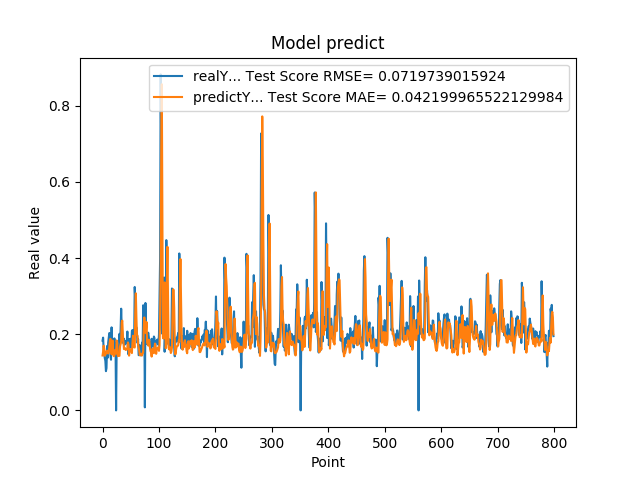 Model predict
realY... Test Score RMSE= 0.0719739015924
predictY... Test Score MAE= 0.042199965522129984
0.8
0.6
0.4
0.2
0.0
Real value
0 100 200 300 400 500 600 700 800
Point